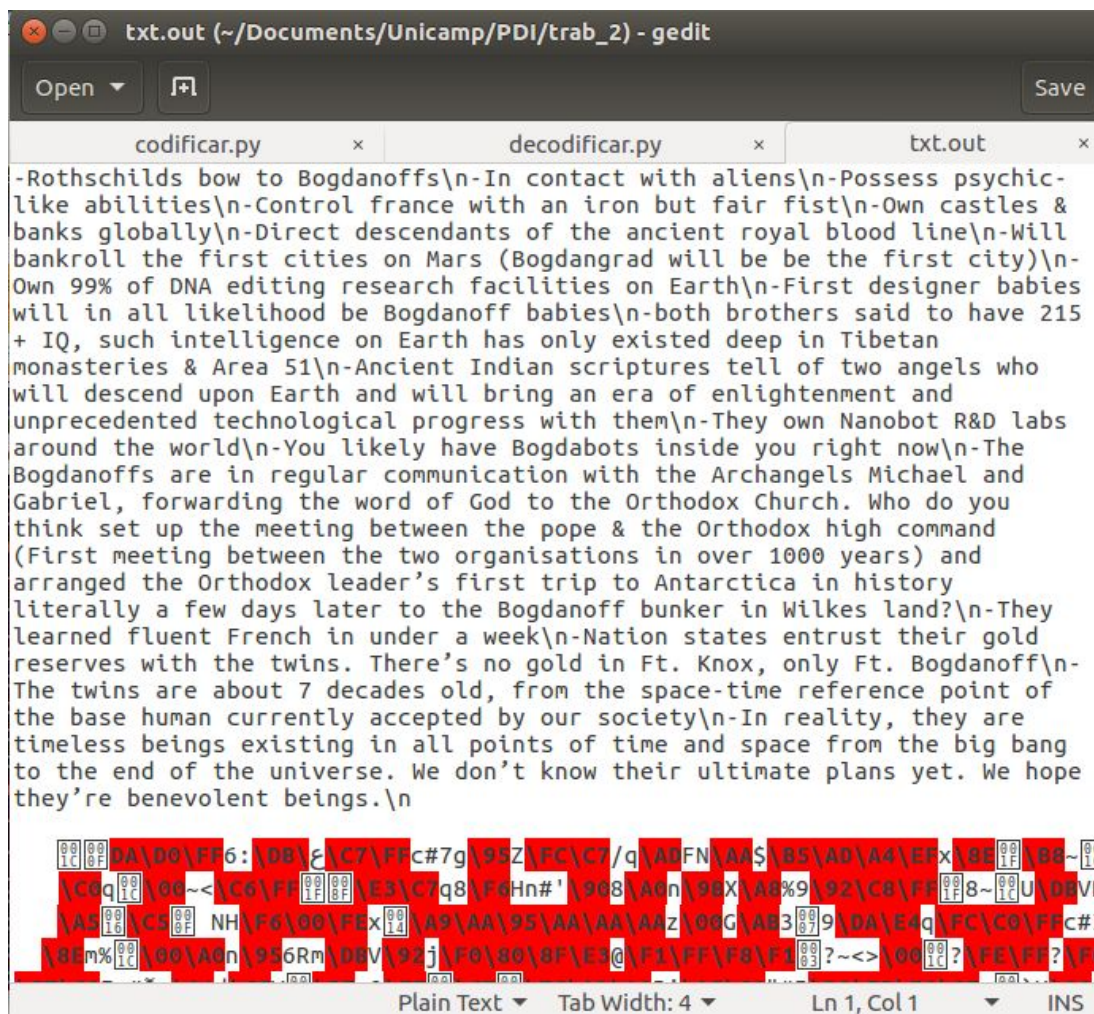 txt.out (~/Documents/Unicamp/PDI/trab_2) - gedit
Open Save
codificar.py × decodificar.py × txt.out ×
-Rothschilds bow to Bogdanoffs\n-In contact with aliens\n-Possess psychic-
like abilities\n-Control france with an iron but fair fist\n-Own castles &
banks globally\n-Direct descendants of the ancient royal blood line\n-Will
bankroll the first cities on Mars (Bogdangrad will be be the first city)\n-
Own 99% of DNA editing research facilities on Earth\n-First designer babies
will in all likelihood be Bogdanoff babies\n-both brothers said to have 215
+ IQ, such intelligence on Earth has only existed deep in Tibetan
monasteries & Area 51\n-Ancient Indian scriptures tell of two angels who
will descend upon Earth and will bring an era of enlightenment and
unprecedented technological progress with them\n-They own Nanobot R&D labs
around the world\n-You likely have Bogdabots inside you right now\n-The
Bogdanoffs are in regular communication with the Archangels Michael and
Gabriel, forwarding the word of God to the Orthodox Church. Who do you
think set up the meeting between the pope & the Orthodox high command
(First meeting between the two organisations in over 1000 years) and
arranged the Orthodox leader’s first trip to Antarctica in history
literally a few days later to the Bogdanoff bunker in Wilkes land?\n-They
learned fluent French in under a week\n-Nation states entrust their gold
reserves with the twins. There’s no gold in Ft. Knox, only Ft. Bogdanoff\n-
The twins are about 7 decades old, from the space-time reference point of
the base human currently accepted by our society\n-In reality, they are
timeless beings existing in all points of time and space from the big bang
to the end of the universe. We don’t know their ultimate plans yet. We hope
they’re benevolent beings.\n
Plain Text Tab Width: 4 Ln 1, Col 1 INS